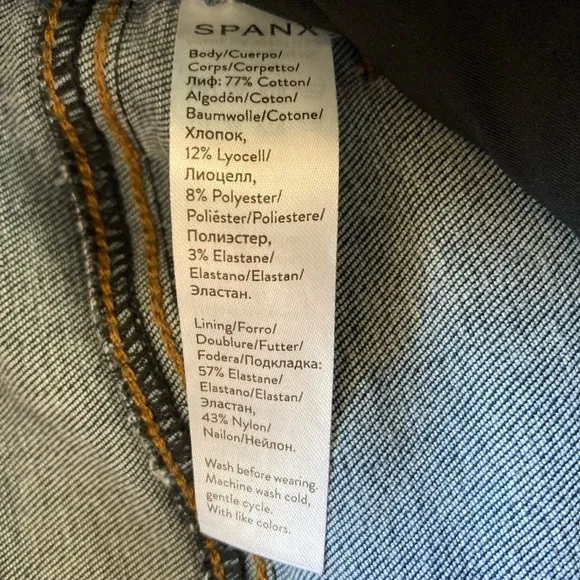 SPANX
Body/Cuerpo/
Corps/Corpetto/
Лиф: 77% Cotton/
Algodón/Coton/
Baumwolle/Cotone/
Хлопок,
12% Lyocell/
Лиоцелл,
8% Polyester/
Poliéster/Poliestere/
Полиэстер,
3% Elastane/
Elastano/Elastan/
Эластан.
Lining/Forro/
Doublure/Futter/
Fodera/Подкладка:
57% Elastane/
Elastano/Elastan/
Эластан,
43% Nylon/
Nailon/Нейлон.
Wash before wearing.
Machine wash cold,
gentle cycle.
With like colors.